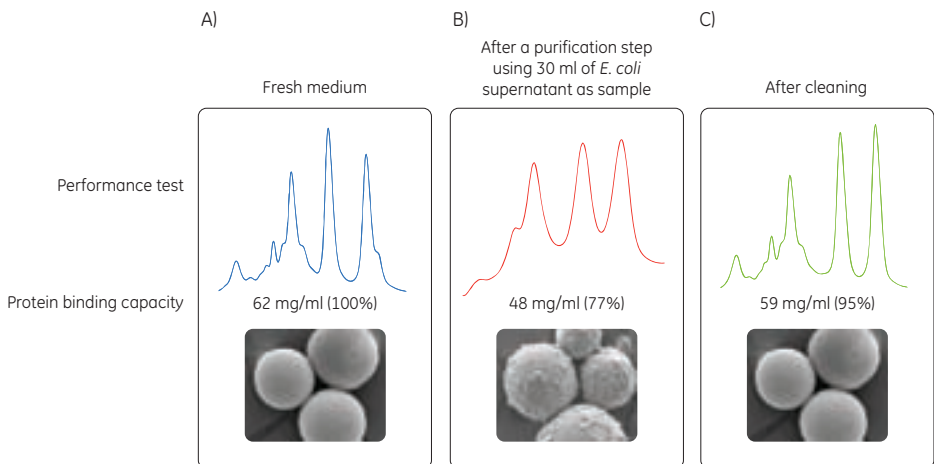 A)
B)
C)
After a purification step
using 30 ml of E. coli
supernatant as sample
Fresh medium
After cleaning
Performance test
Protein binding capacity
62 mg/ml (100%)
48 mg/ml (77%)
59 mg/ml (95%)